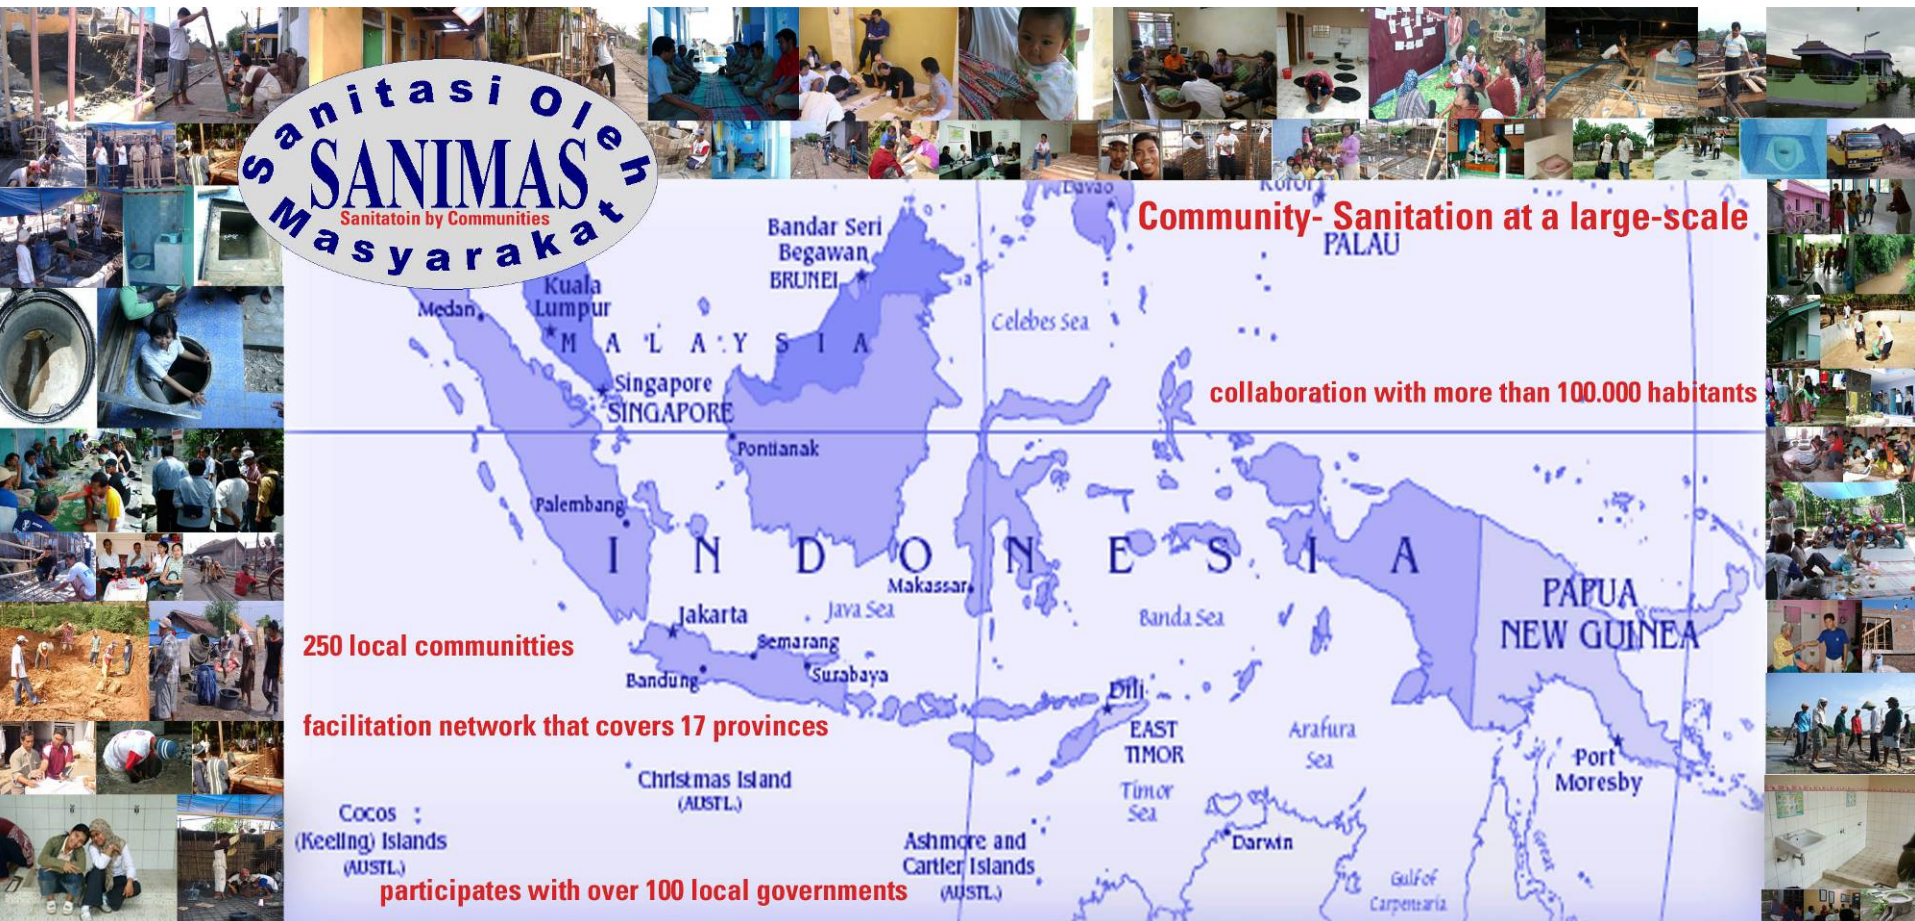 Sanitasi Oleh
SANIMAS
Sanitatoin by Communities
Masyarakat
Davao
Koror
Community- Sanitation at a large-scale
PALAU
Bandar Seri
Begawan
BRUNEI
Kuala
Lumpur
Medan
Celebes Sea
MALAYSIA
Singapore
SINGAPORE
collaboration with more than 100.000 habitants
Pontianak
Palembang
INDONESIA
Makassar
PAPUA
NEW GUINEA
Jakarta
Java Sea
Banda Sea
250 local communitties
Semarang
Surabaya
Bandung
Dili
facilitation network that covers 17 provinces
EAST
TIMOR
Arafura
Sea
Port
Moresby
Christmas Island
(AUSTL.)
Timor
Sea
Cocos
(Keeling) Islands
(AUSTL.)
Ashmore and
Cartier Islands
(AUSTL.)
Darwin
Great
Gulf of
Carpentaria
participates with over 100 local governments